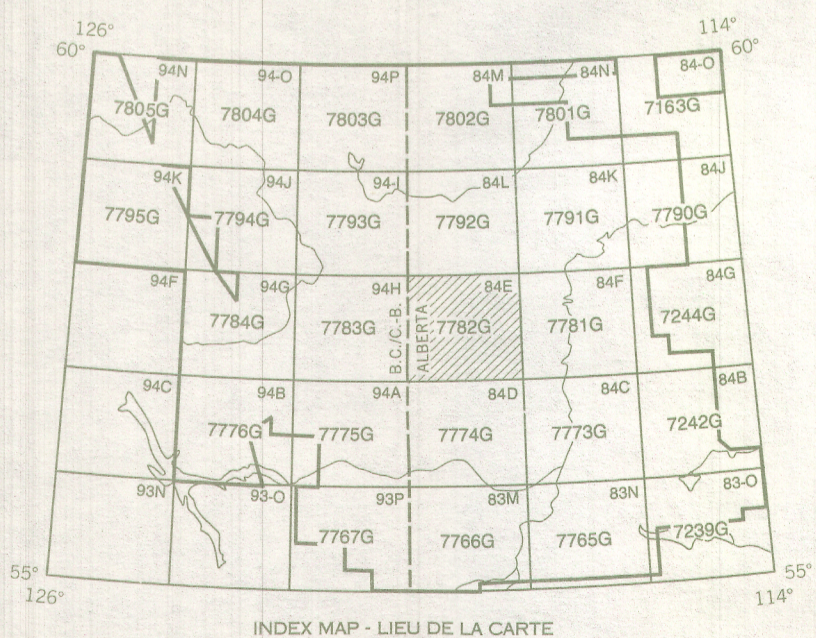 126° 114°
60° 60°
94N 94-O 94P 84M 84N 84-O
7805G 7804G 7803G 7802G 7801G 7163G
94K 94J 94-I 84L 84K 84J
7795G 7794G 7793G 7792G 7791G 7790G
94F 94G 94H 84E 84F 84G
7784G 7783G B.C./C.-B. ALBERTA 7782G 7781G 7244G
94C 94B 94A 84D 84C 84B
7776G 7775G 7774G 7773G 7242G
93N 93-O 93P 83M 83N 83-O
7767G 7766G 7765G 7239G
55° 55°
126° 114°
INDEX MAP - LIEU DE LA CARTE